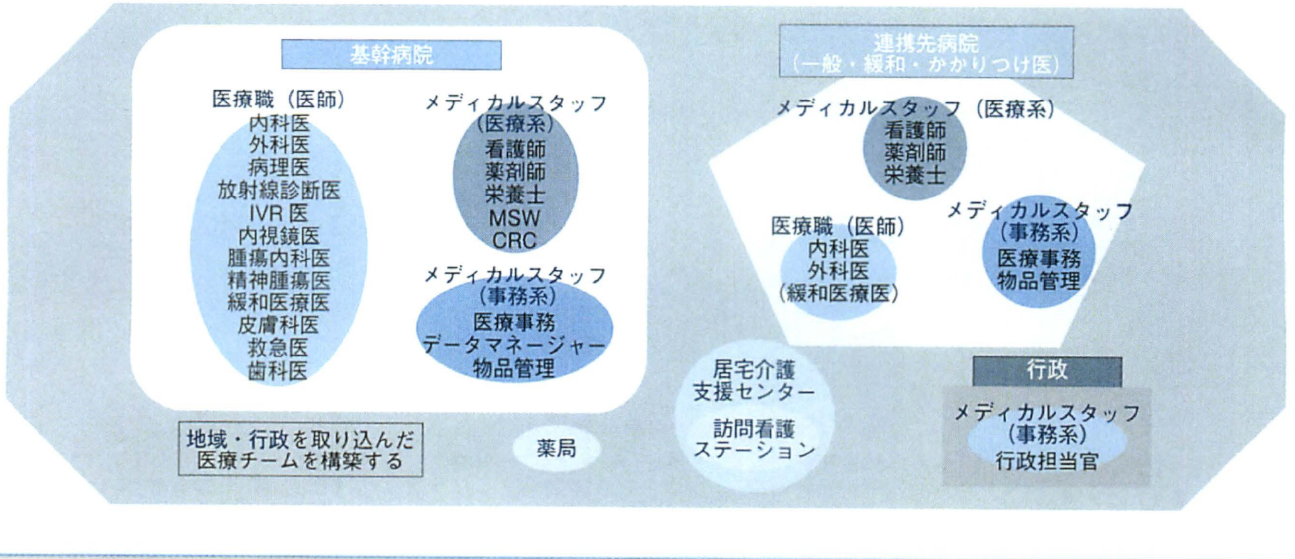 基幹病院
医療職（医師）
内科医
外科医
病理医
放射線診断医
IVR 医
内視鏡医
腫瘍内科医
精神腫瘍医
緩和医療医
皮膚科医
救急医
歯科医
メディカルスタッフ
（医療系）
看護師
薬剤師
栄養士
MSW
CRC
メディカルスタッフ
（事務系）
医療事務
データマネージャー
物品管理
連携先病院
（一般・緩和・かかりつけ医）
メディカルスタッフ（医療系）
看護師
薬剤師
栄養士
医療職（医師）
内科医
外科医
（緩和医療医）
メディカルスタッフ
（事務系）
医療事務
物品管理
地域・行政を取り込んだ
医療チームを構築する
薬局
居宅介護
支援センター
訪問看護
ステーション
行政
メディカルスタッフ
（事務系）
行政担当官